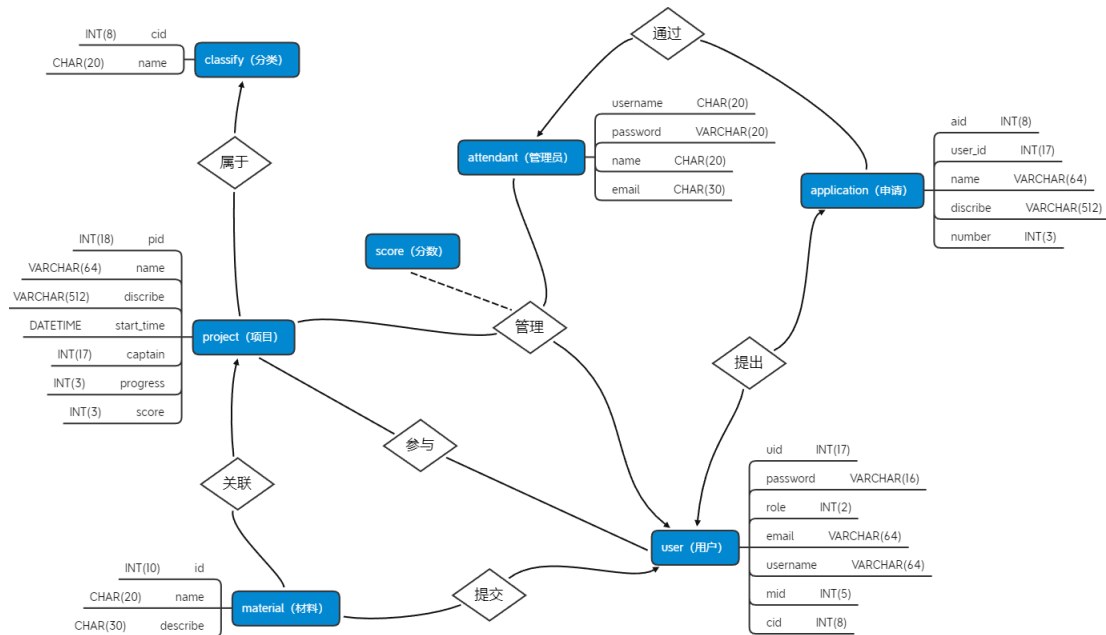 INT(8) cid
CHAR(20) name
classify（分类）
属于
通过
username CHAR(20)
password VARCHAR(20)
name CHAR(20)
email CHAR(30)
attendant（管理员）
aid INT(8)
user_id INT(17)
name VARCHAR(64)
discribe VARCHAR(512)
number INT(3)
application（申请）
score（分数）
管理
INT(18) pid
VARCHAR(64) name
VARCHAR(512) discribe
DATETIME start_time
INT(17) captain
INT(3) progress
INT(3) score
project（项目）
提出
参与
关联
uid INT(17)
password VARCHAR(16)
role INT(2)
email VARCHAR(64)
username VARCHAR(64)
mid INT(5)
cid INT(8)
user（用户）
INT(10) id
CHAR(20) name
CHAR(30) describe
material（材料）
提交